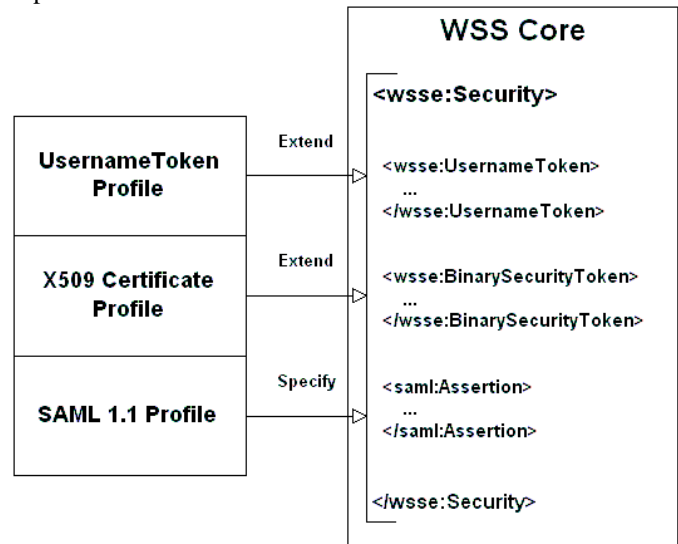 WSS Core
<wsse:Security>
UsernameToken
Profile
Extend
<wsse:UsernameToken>
...
</wsse:UsernameToken>
X509 Certificate
Profile
Extend
<wsse:BinarySecurityToken>
...
</wsse:BinarySecurityToken>
SAML 1.1 Profile
Specify
<saml:Assertion>
...
</saml:Assertion>
</wsse:Security>